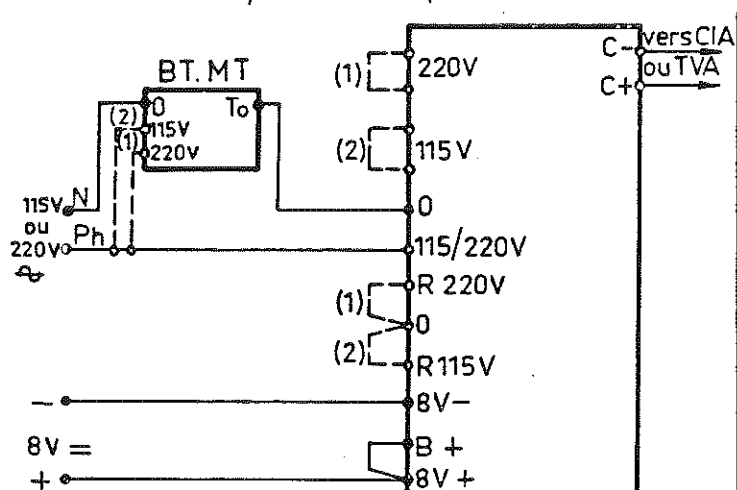 BT. MT
0
To
(2)
115V
(1)
220V
115V
ou
220V
N
Ph
(1)
220V
(2)
115V
0
115/220V
R 220V
(1)
0
(2)
R115V
–
8V–
8V =
B +
+
8V +
C–
vers CIA
C+
ou TVA